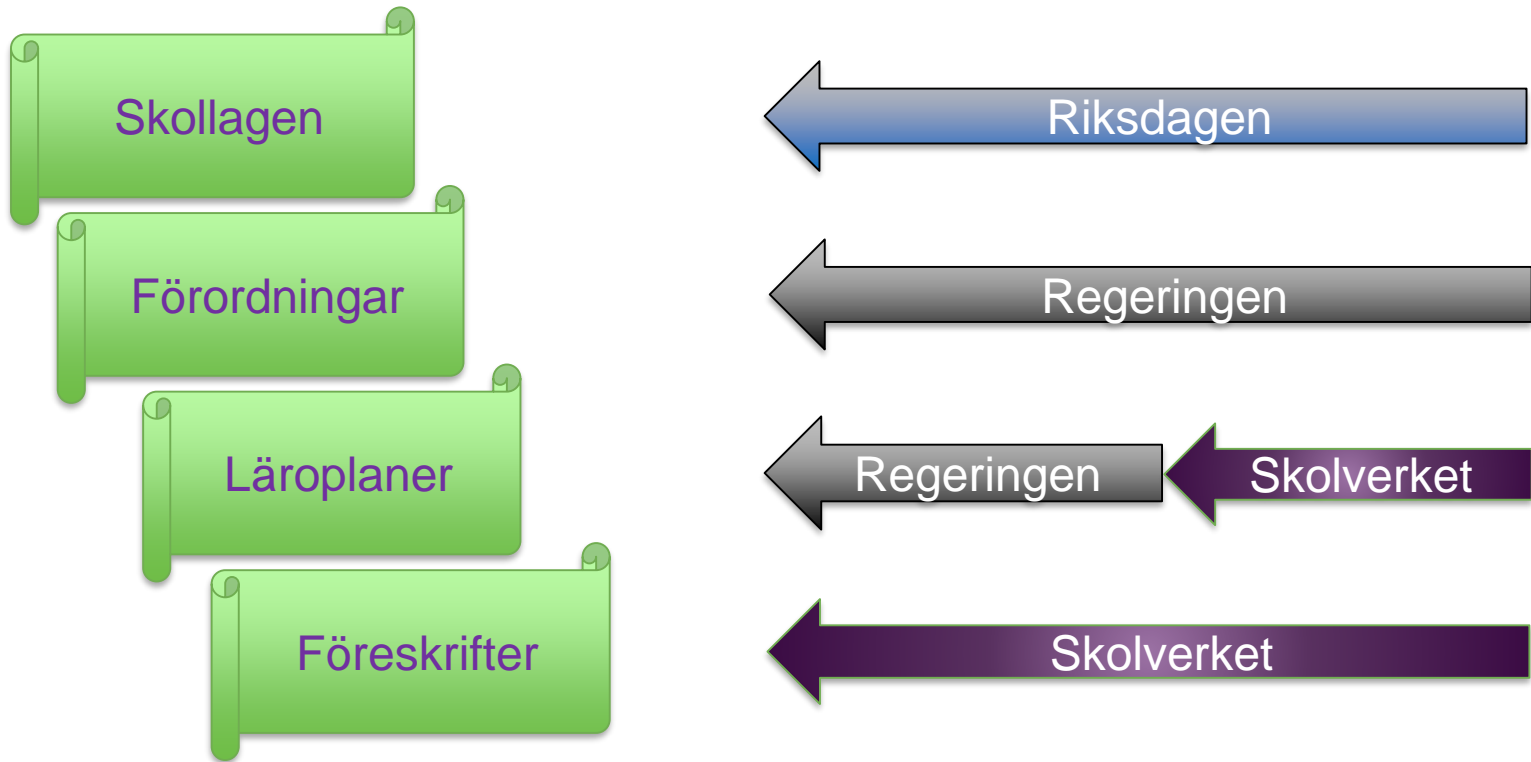 Skollagen
Riksdagen
Förordningar
Regeringen
Läroplaner
Regeringen
Skolverket
Föreskrifter
Skolverket